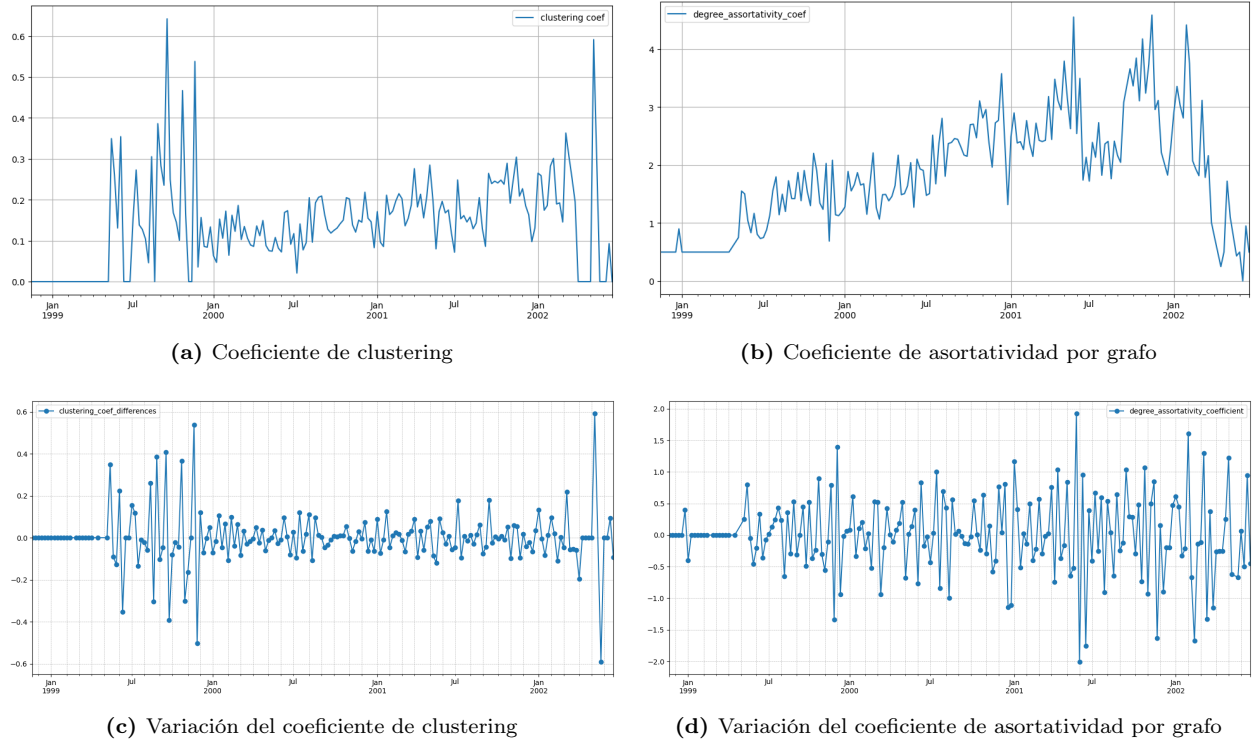 clustering coef
0.6
0.5
0.4
0.3
0.2
0.1
0.0
Jan
1999
Jul
Jan
2000
Jul
Jan
2001
Jul
Jan
2002
(a) Coeficiente de clustering
degree_assortativity_coef
4
3
2
1
0
Jan
1999
Jul
Jan
2000
Jul
Jan
2001
Jul
Jan
2002
(b) Coeficiente de asortatividad por grafo
clustering_coef_differences
0.6
0.4
0.2
0.0
−0.2
−0.4
−0.6
Jan
1999
Jul
Jan
2000
Jul
Jan
2001
Jul
Jan
2002
(c) Variación del coeficiente de clustering
degree_assortativity_coefficient
2.0
1.5
1.0
0.5
0.0
−0.5
−1.0
−1.5
−2.0
Jan
1999
Jul
Jan
2000
Jul
Jan
2001
Jul
Jan
2002
(d) Variación del coeficiente de asortatividad por grafo